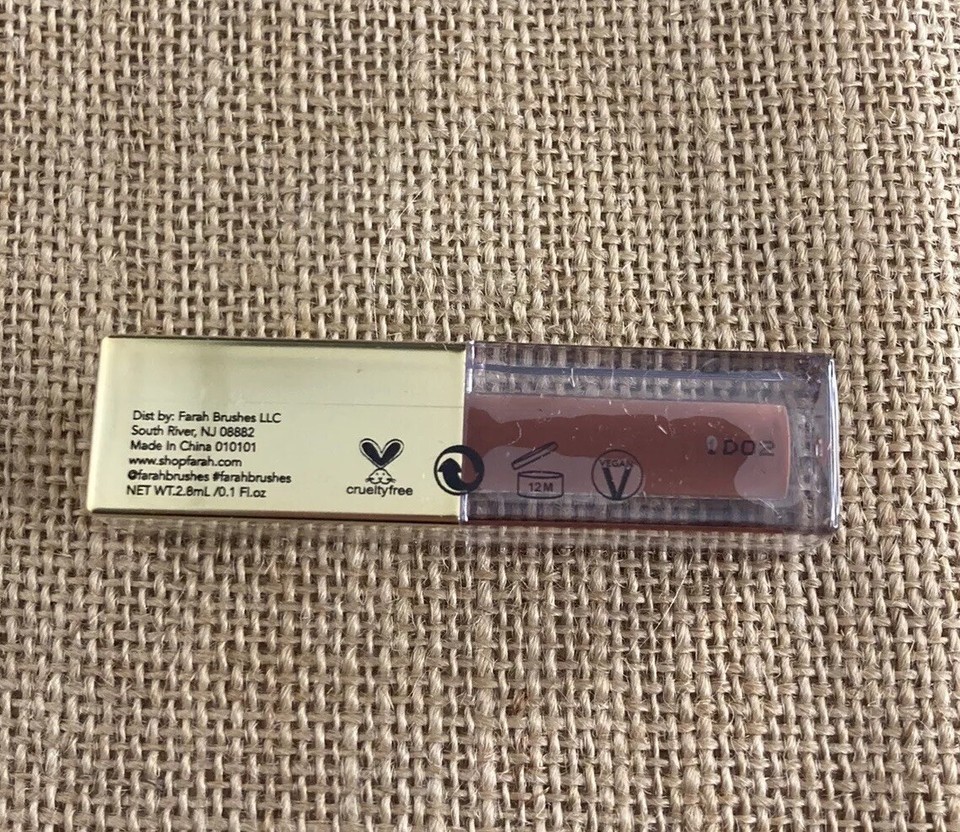 Dist by: Farah Brushes LLC
South River, NJ 08882
Made In China 010101
www.shopfarah.com
@farahbrushes #farahbrushes
NET WT.2.8mL /0.1 Fl.oz
crueltyfree
12M
VEGAN